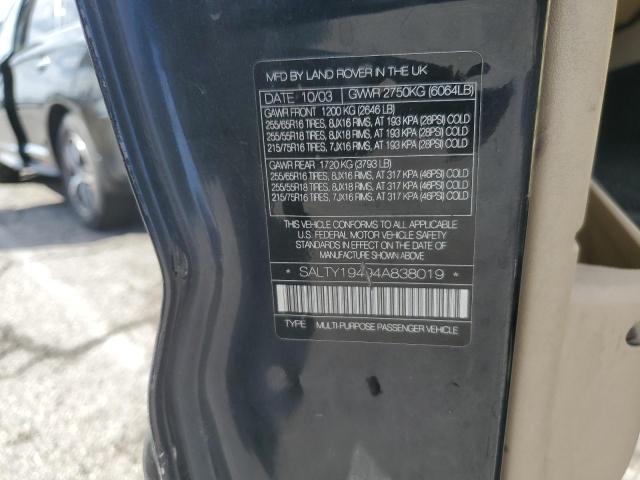 MFD BY LAND ROVER IN THE UK
DATE 10/03 GVWR 2750KG (6064LB)
GAWR FRONT 1200 KG (2646 LB)
255/65R16 TIRES, 8JX16 RIMS, AT 193 KPA (28PSI) COLD
255/55R18 TIRES, 8JX18 RIMS, AT 193 KPA (28PSI) COLD
215/75R16 TIRES, 7JX16 RIMS, AT 193 KPA (28PSI) COLD
GAWR REAR 1720 KG (3793 LB)
255/65R16 TIRES, 8JX16 RIMS, AT 317 KPA (46PSI) COLD
255/55R18 TIRES, 8JX18 RIMS, AT 317 KPA (46PSI) COLD
215/75R16 TIRES, 7JX16 RIMS, AT 317 KPA (46PSI) COLD
THIS VEHICLE CONFORMS TO ALL APPLICABLE
U.S. FEDERAL MOTOR VEHICLE SAFETY
STANDARDS IN EFFECT ON THE DATE OF
MANUFACTURE SHOWN ABOVE
* SALTY19494A838019 *
TYPE MULTI-PURPOSE PASSENGER VEHICLE